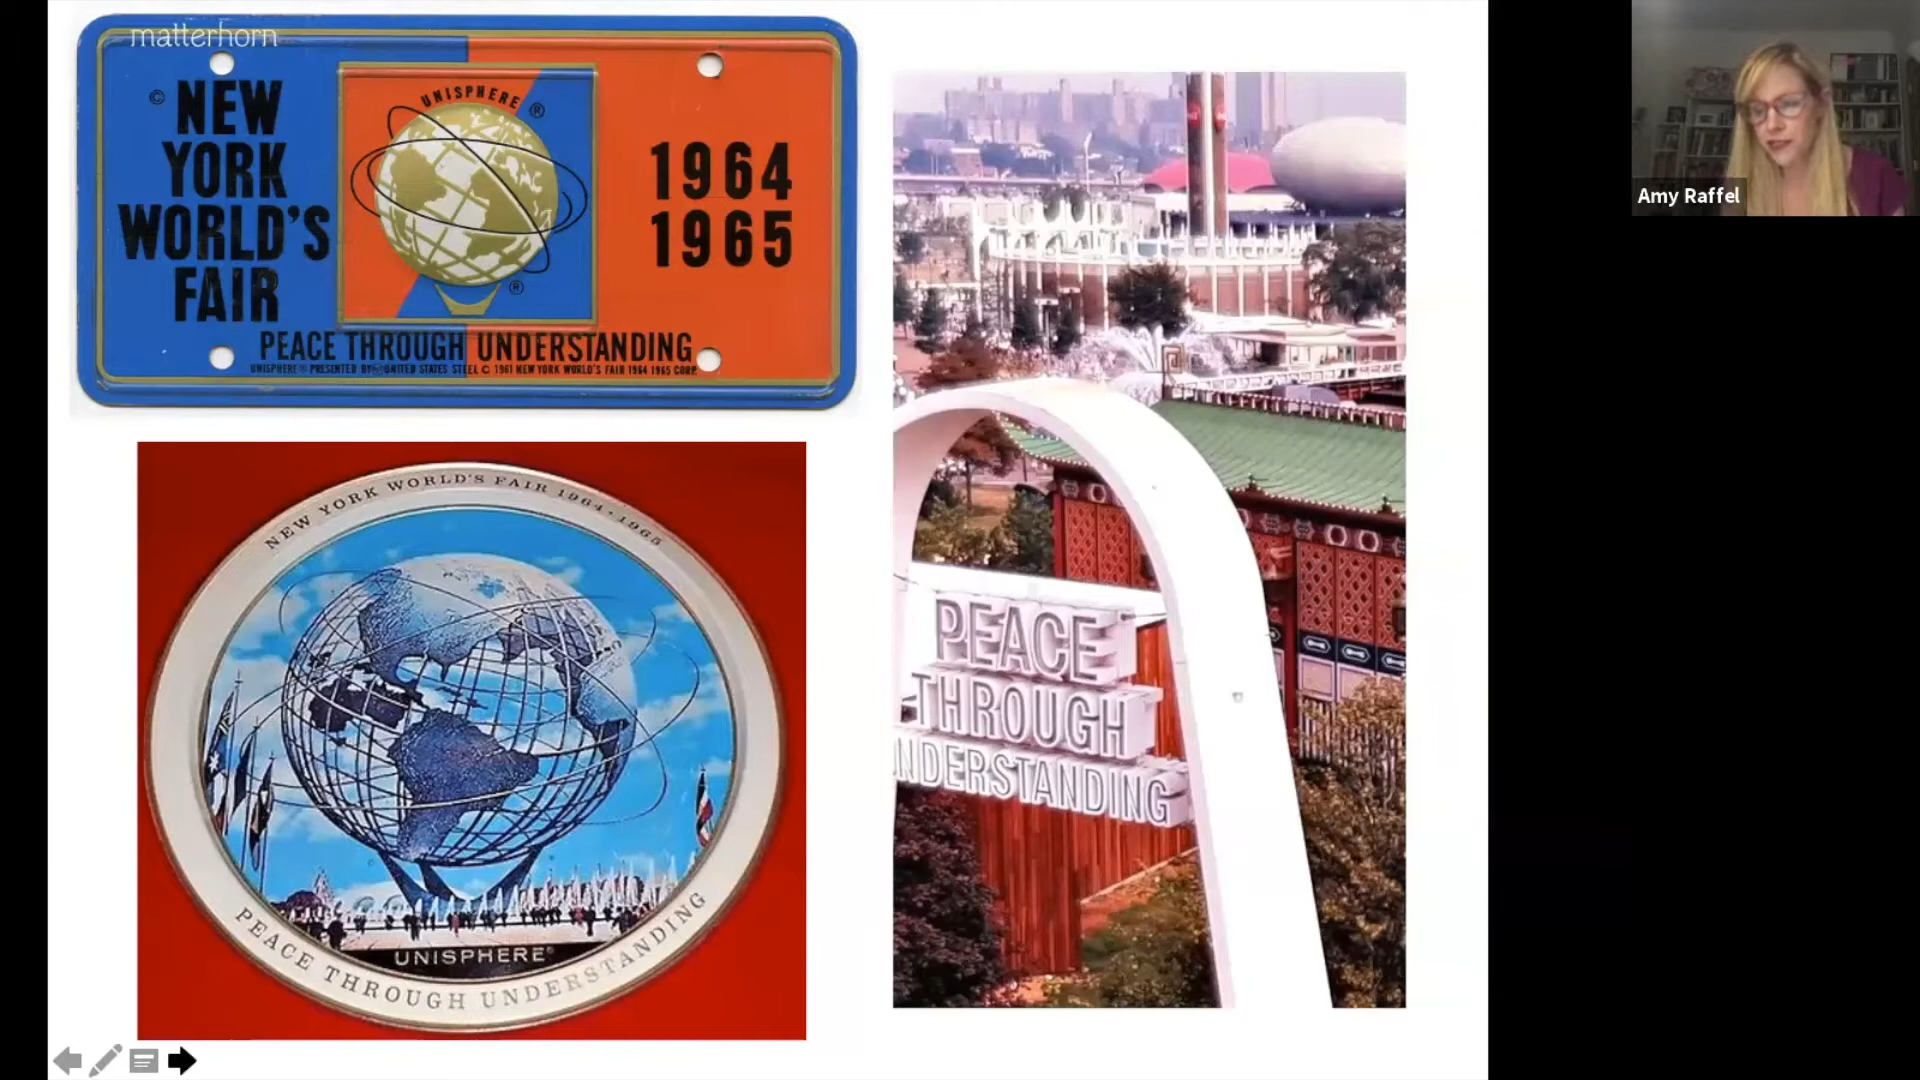 matterhorn
© NEW
YORK
WORLD'S
FAIR
UNISPHERE ®
®
1964
1965
PEACE THROUGH UNDERSTANDING
UNISPHERE ® PRESENTED BY UNITED STATES STEEL © 1961 NEW YORK WORLD'S FAIR 1964 1965 CORP.
NEW YORK WORLD'S FAIR 1964 · 1965
UNISPHERE®
PEACE THROUGH UNDERSTANDING
PEACE
THROUGH
NDERSTANDING
Amy Raffel